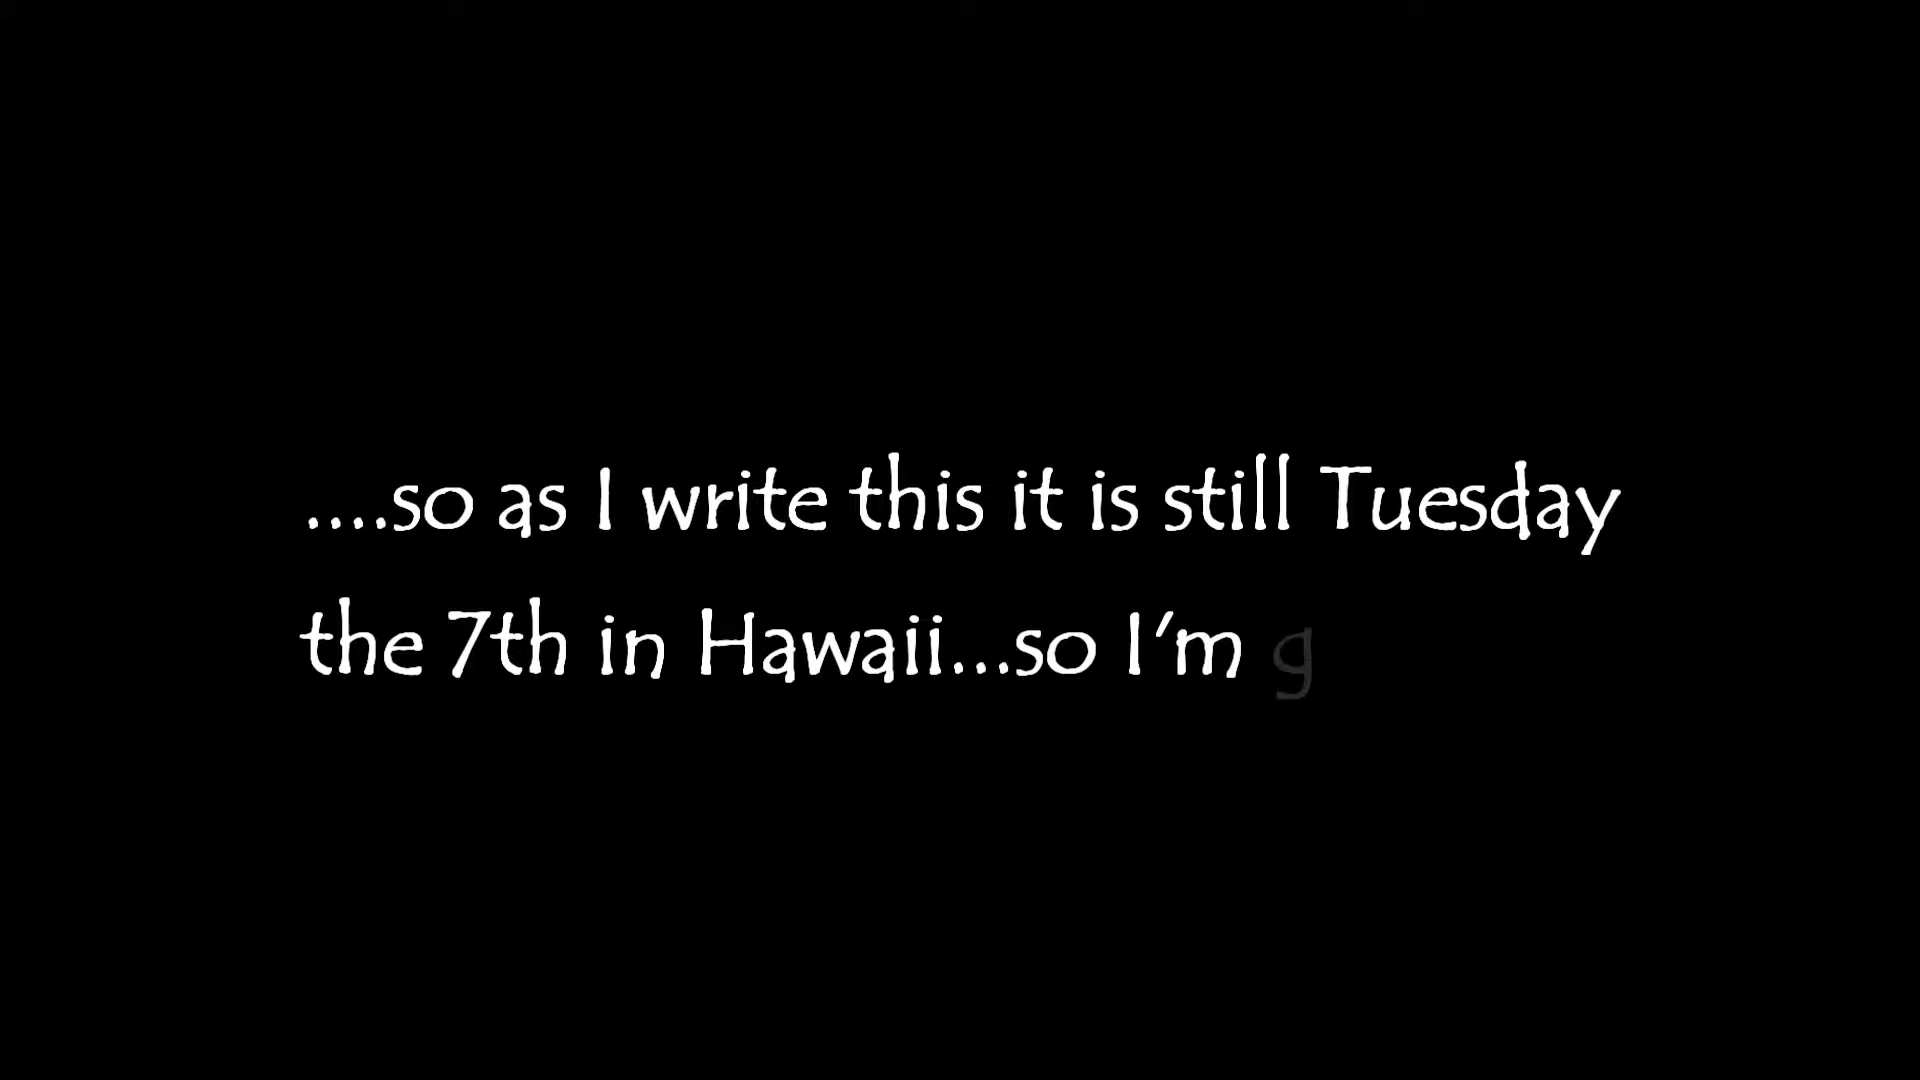 ....so as I write this it is still Tuesday
the 7th in Hawaii...so I'm g